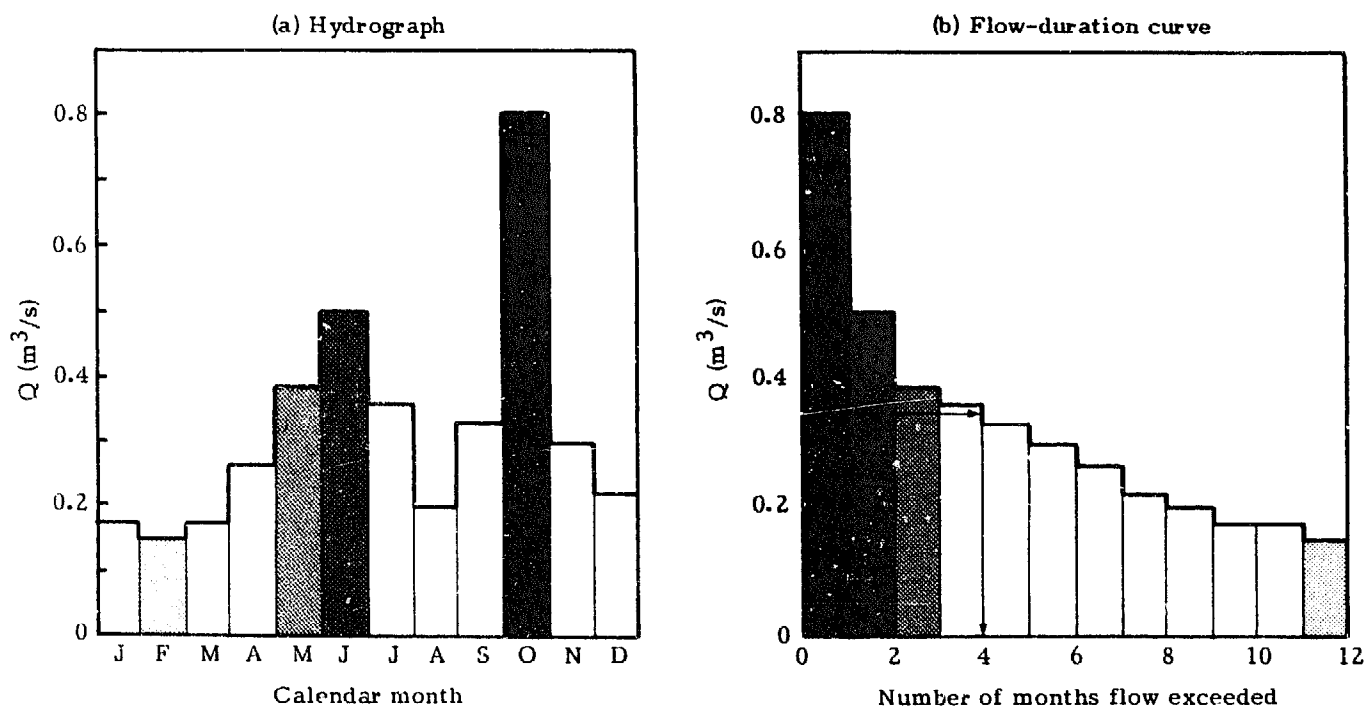 (a) Hydrograph
0.8
0.6
0.4
0.2
0
Q (m³/s)
J F M A M J J A S O N D
Calendar month
(b) Flow-duration curve
0.8
0.6
0.4
0.2
0
Q (m³/s)
0 2 4 6 8 10 12
Number of months flow exceeded